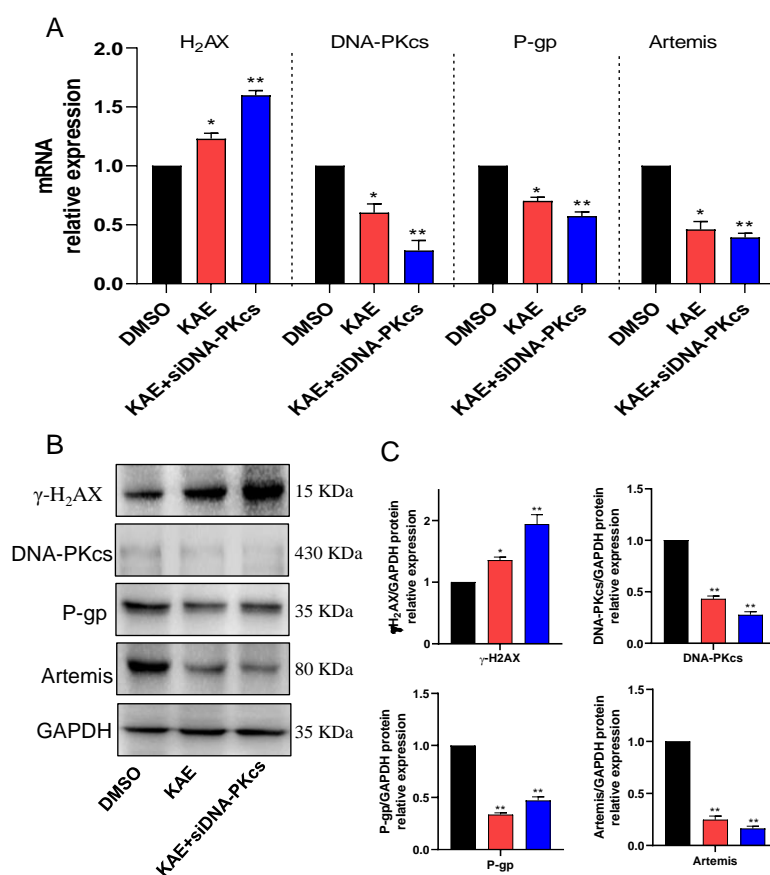 A
H₂AX DNA-PKcs P-gp Artemis
mRNA
relative expression
2.0
1.5
1.0
0.5
0.0
* ** * ** * ** * **
DMSO KAE KAE+siDNA-PKcs DMSO KAE KAE+siDNA-PKcs DMSO KAE KAE+siDNA-PKcs DMSO KAE KAE+siDNA-PKcs
B
γ-H₂AX 15 KDa
DNA-PKcs 430 KDa
P-gp 35 KDa
Artemis 80 KDa
GAPDH 35 KDa
DMSO KAE KAE+siDNA-PKcs
C
H₂AX/GAPDH protein
relative expression
2
1
0
* **
γ-H2AX
DNA-PKcs/GAPDH protein
relative expression
1.5
1.0
0.5
0.0
** **
DNA-PKcs
P-gp/GAPDH protein
relative expression
1.5
1.0
0.5
0.0
** **
P-gp
Artemis/GAPDH protein
relative expression
1.5
1.0
0.5
0.0
** **
Artemis